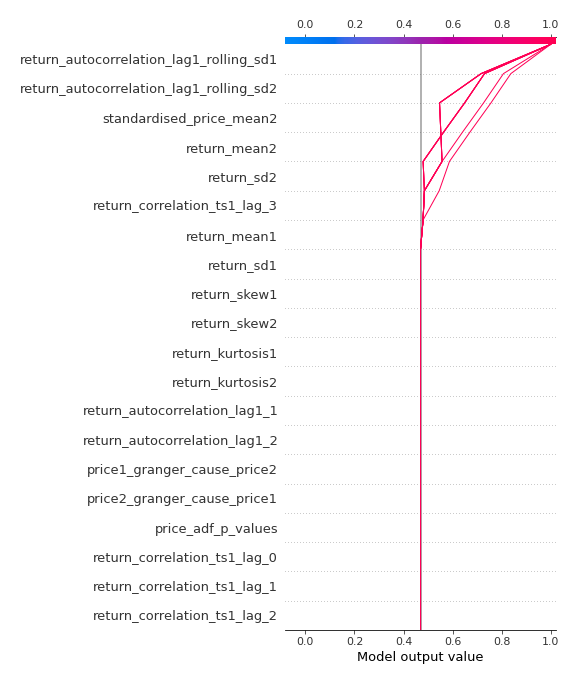 0.0 0.2 0.4 0.6 0.8 1.0
return_autocorrelation_lag1_rolling_sd1
return_autocorrelation_lag1_rolling_sd2
standardised_price_mean2
return_mean2
return_sd2
return_correlation_ts1_lag_3
return_mean1
return_sd1
return_skew1
return_skew2
return_kurtosis1
return_kurtosis2
return_autocorrelation_lag1_1
return_autocorrelation_lag1_2
price1_granger_cause_price2
price2_granger_cause_price1
price_adf_p_values
return_correlation_ts1_lag_0
return_correlation_ts1_lag_1
return_correlation_ts1_lag_2
0.0 0.2 0.4 0.6 0.8 1.0
Model output value